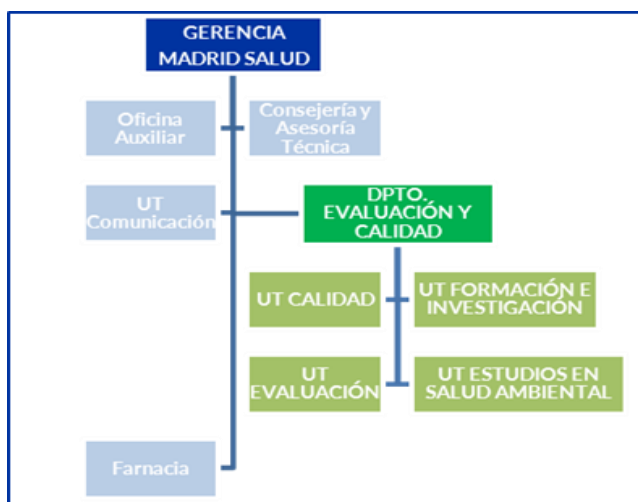 GERENCIA
MADRID SALUD
Oficina
Auxiliar
Consejería y
Asesoría
Técnica
UT
Comunicación
DPTO.
EVALUACIÓN Y
CALIDAD
UT CALIDAD
UT FORMACIÓN E
INVESTIGACIÓN
UT
EVALUACIÓN
UT ESTUDIOS EN
SALUD AMBIENTAL
Farnacia